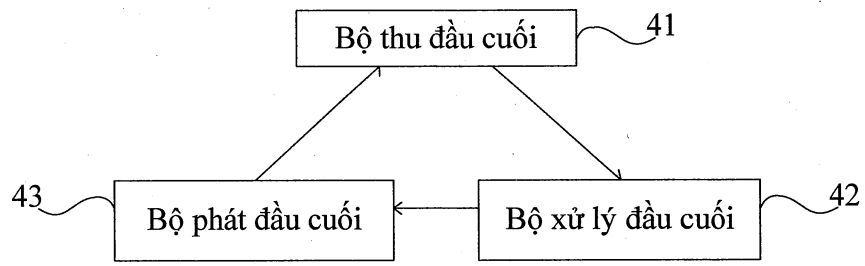 Bộ thu đầu cuối
41
43
Bộ phát đầu cuối
Bộ xử lý đầu cuối
42